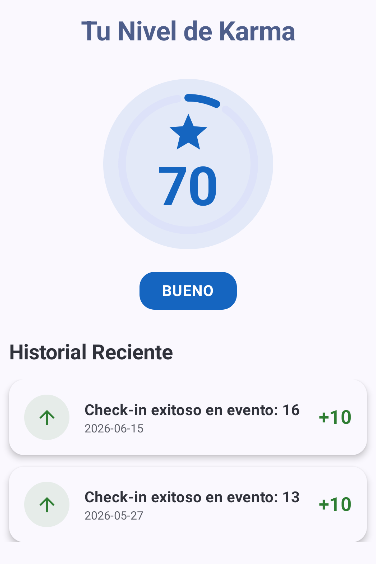 Tu Nivel de Karma
70
BUENO
Historial Reciente
Check-in exitoso en evento: 16
+10
2026-06-15
Check-in exitoso en evento: 13
+10
2026-05-27